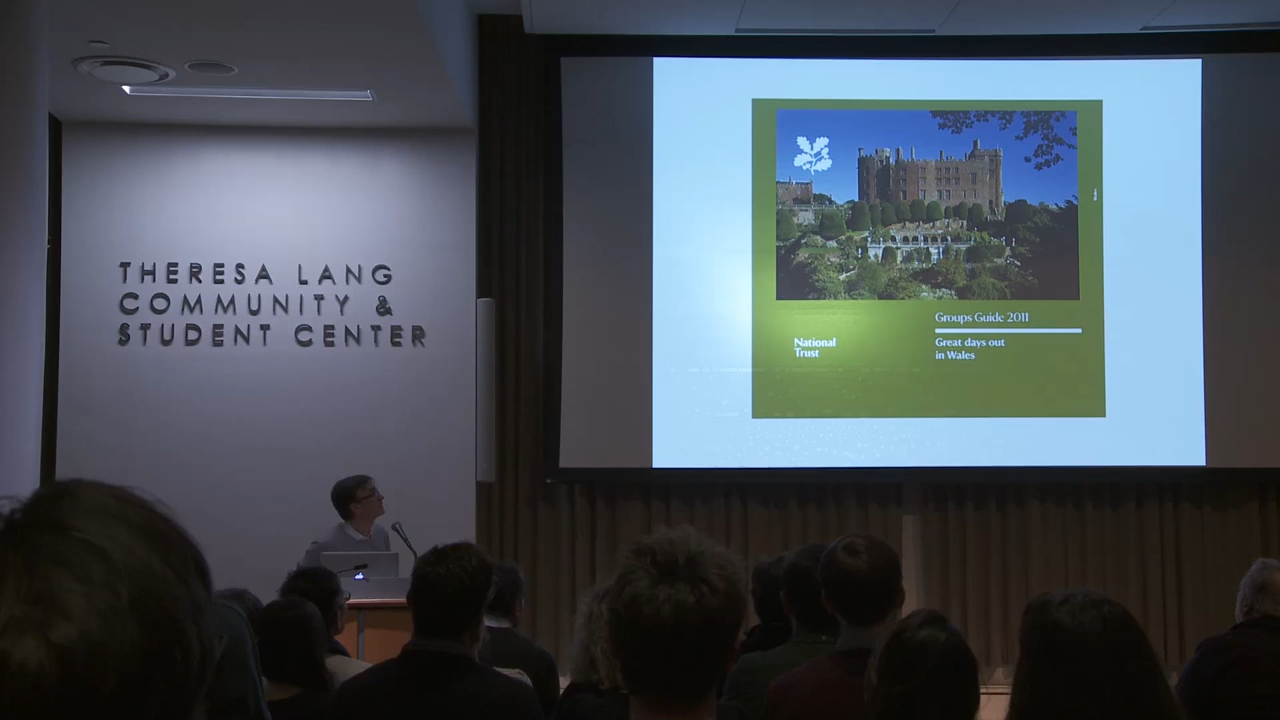 THERESA LANG
COMMUNITY &
STUDENT CENTER
Groups Guide 2011
Great days out
in Wales
National
Trust